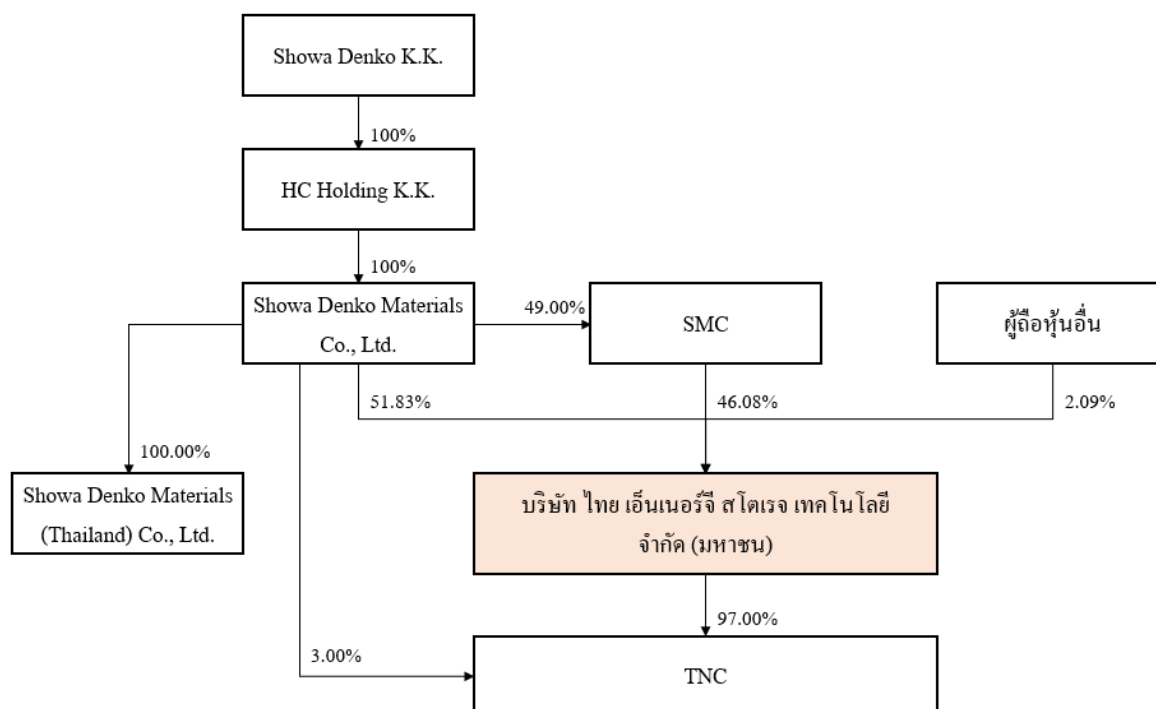 Showa Denko K.K.
100%
HC Holding K.K.
100%
Showa Denko Materials
Co., Ltd.
49.00%
SMC
ผู้ถือหุ้นอื่น
51.83%
46.08%
2.09%
100.00%
Showa Denko Materials
(Thailand) Co., Ltd.
บริษัท ไทย เอ็นเนอร์จี สโตเรจ เทคโนโลยี
จำกัด (มหาชน)
97.00%
3.00%
TNC